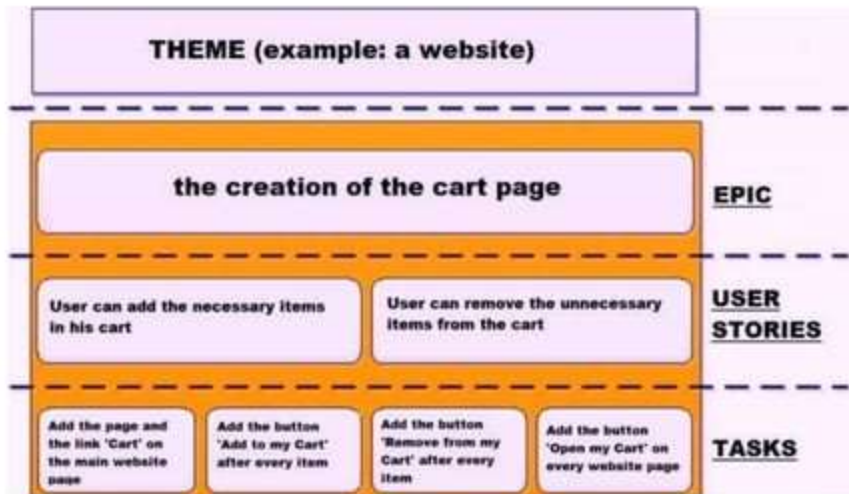 THEME (example: a website)
the creation of the cart page
EPIC
User can add the necessary items
in his cart
User can remove the unnecessary
items from the cart
USER
STORIES
Add the page and
the link 'Cart' on
the main website
page
Add the button
'Add to my Cart'
after every item
Add the button
'Remove from my
Cart' after every
item
Add the button
'Open my Cart' on
every website page
TASKS